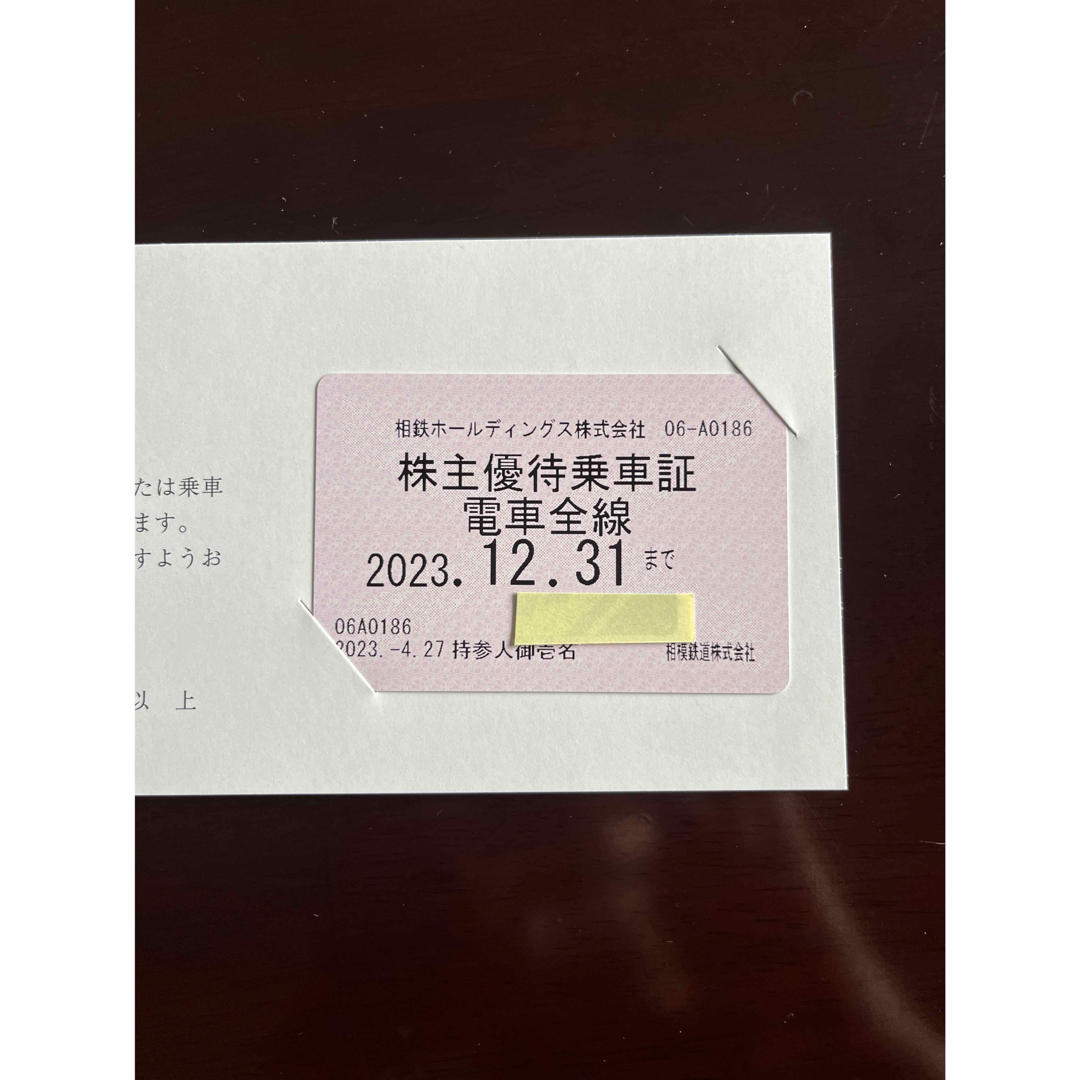 たは乗車
ます。
すようお
以 上
相鉄ホールディングス株式会社 06-A0186
株主優待乗車証
電車全線
2023.12.31まで
06A0186
2023.-4.27 持参人御壱名 相模鉄道株式会社